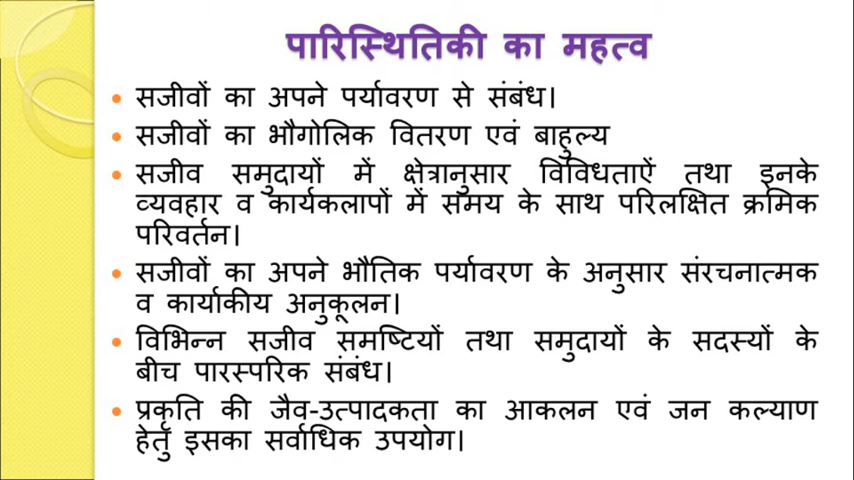 पारिस्थितिकी का महत्व
• सजीवों का अपने पर्यावरण से संबंध।
• सजीवों का भौगोलिक वितरण एवं बाहुल्य
• सजीव समुदायों में क्षेत्रानुसार विविधताऐं तथा इनके
व्यवहार व कार्यकलापों में समय के साथ परिलक्षित क्रमिक
परिवर्तन।
• सजीवों का अपने भौतिक पर्यावरण के अनुसार संरचनात्मक
व कार्याकीय अनुकूलन।
• विभिन्न सजीव समष्टियों तथा समुदायों के सदस्यों के
बीच पारस्परिक संबंध।
• प्रकृति की जैव-उत्पादकता का आकलन एवं जन कल्याण
हेतु इसका सर्वाधिक उपयोग।